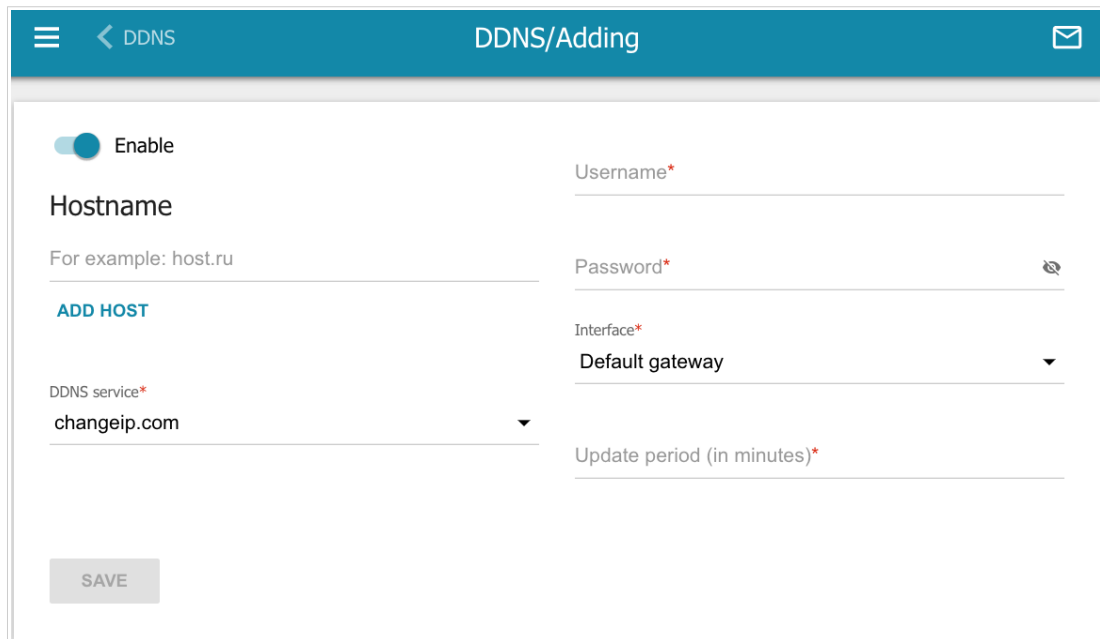 DDNS
DDNS/Adding
Enable
Hostname
For example: host.ru
ADD HOST
DDNS service*
changeip.com
Username*
Password*
Interface*
Default gateway
Update period (in minutes)*
SAVE